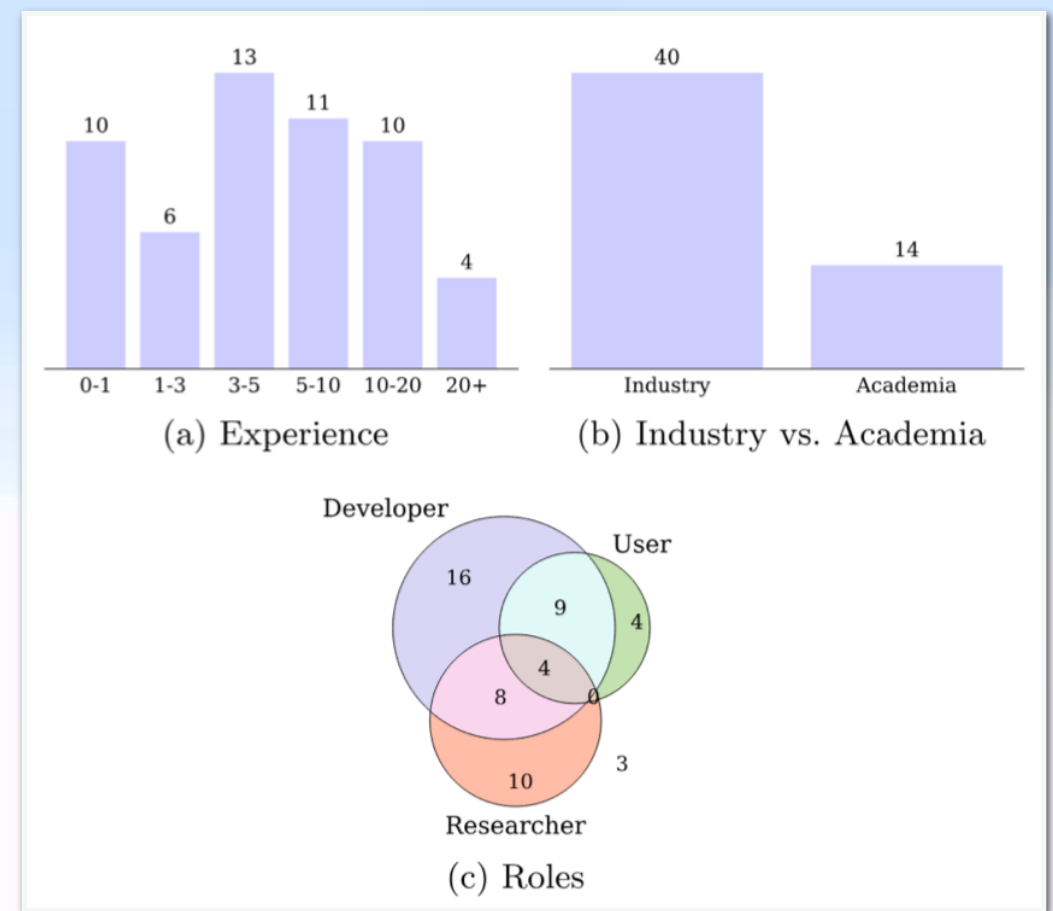 13
40
11
10
10
6
4
14
0-1 1-3 3-5 5-10 10-20 20+
Industry Academia
(a) Experience
(b) Industry vs. Academia
Developer
User
16
9
4
4
8
0
3
10
Researcher
(c) Roles